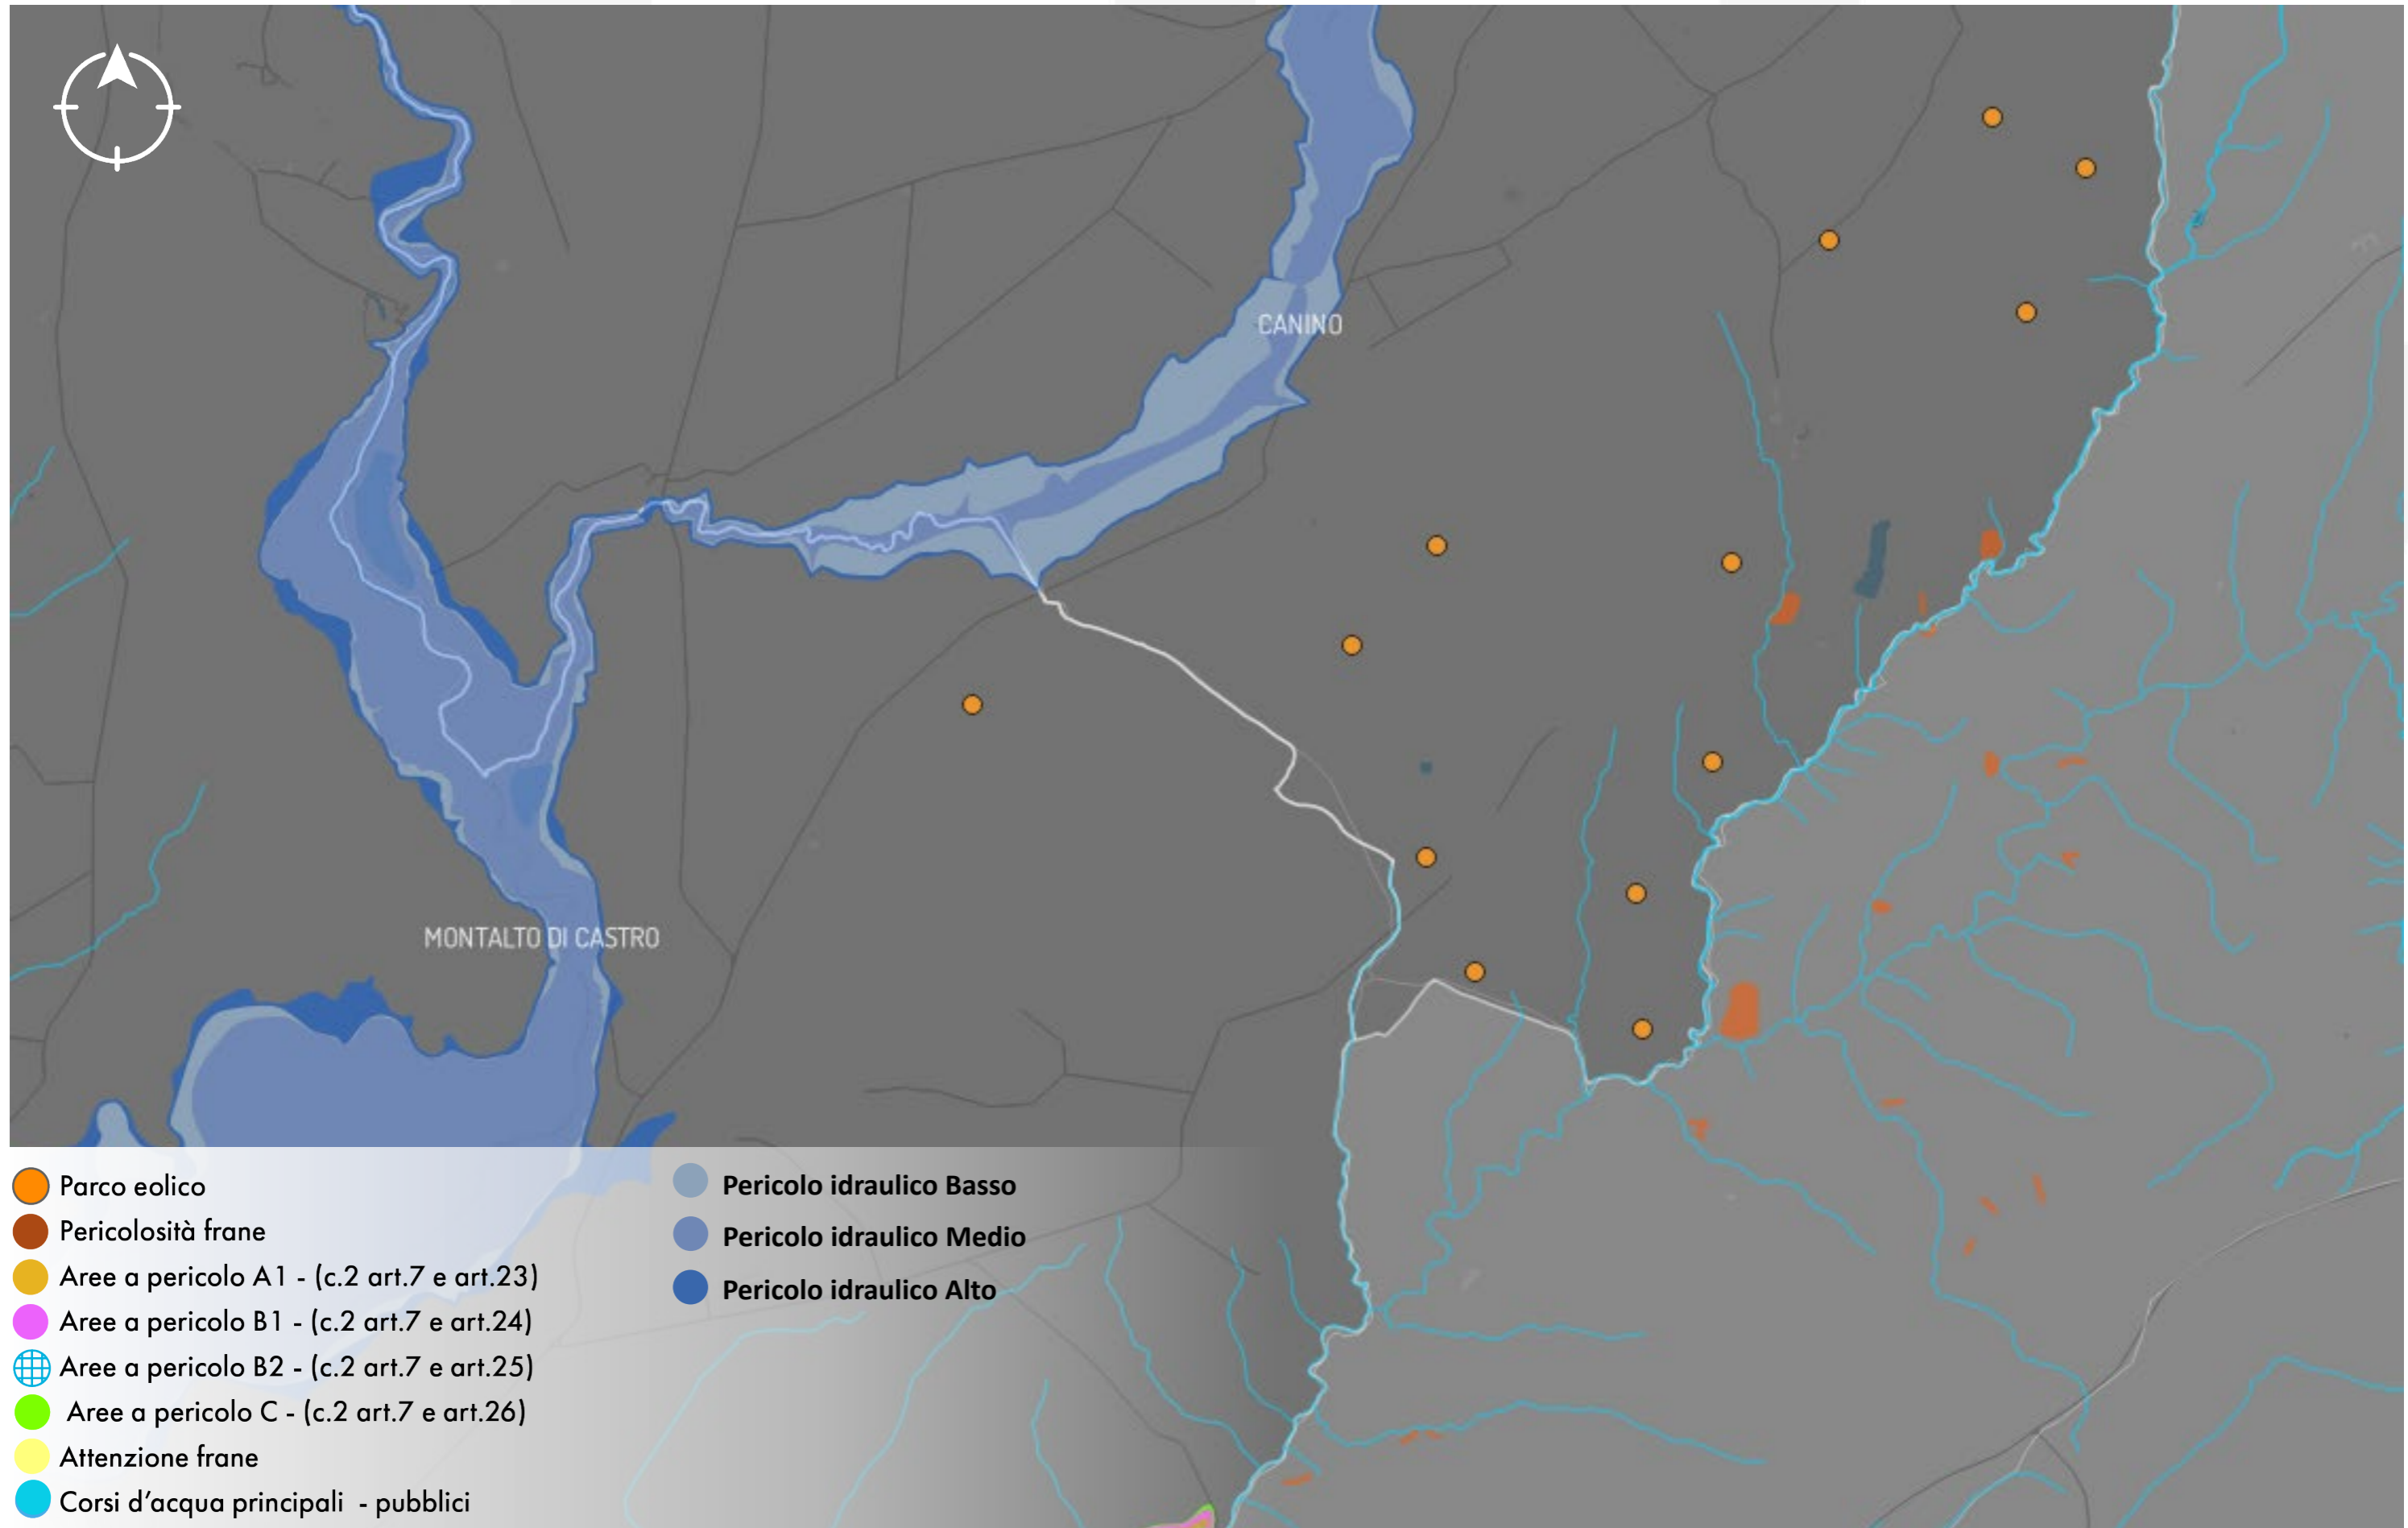 CANINO
MONTALTO DI CASTRO
Parco eolico
Pericolosità frane
Aree a pericolo A1 - (c.2 art.7 e art.23)
Aree a pericolo B1 - (c.2 art.7 e art.24)
Aree a pericolo B2 - (c.2 art.7 e art.25)
Aree a pericolo C - (c.2 art.7 e art.26)
Attenzione frane
Corsi d'acqua principali - pubblici
Pericolo idraulico Basso
Pericolo idraulico Medio
Pericolo idraulico Alto